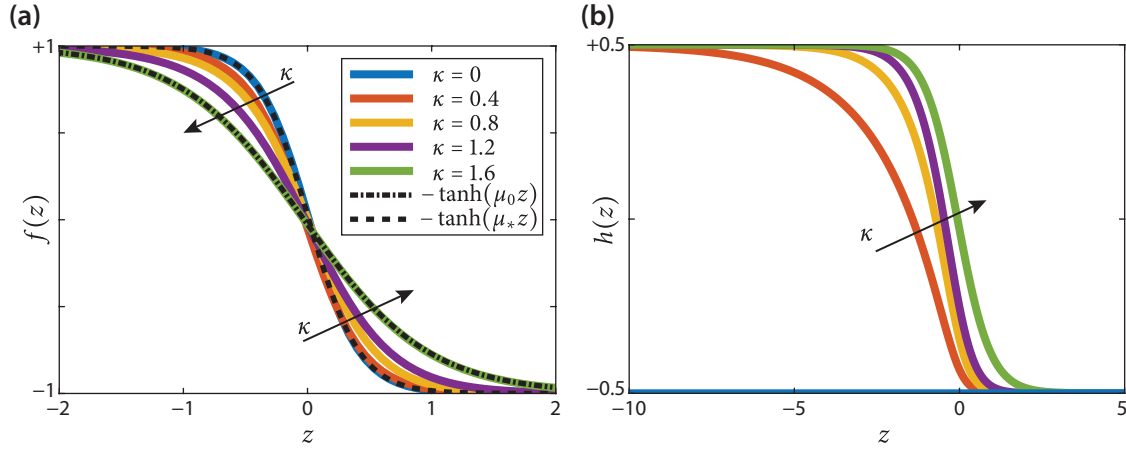 (a)
+1
f(z)
−1
−2
−1
0
1
2
z
κ
κ
κ = 0
κ = 0.4
κ = 0.8
κ = 1.2
κ = 1.6
− tanh(μ₀z)
− tanh(μ*z)
(b)
+0.5
h(z)
−0.5
−10
−5
0
5
z
κ